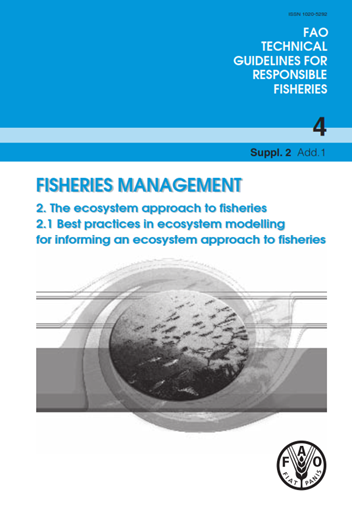 ISSN 1020-5292
FAO
TECHNICAL
GUIDELINES FOR
RESPONSIBLE
FISHERIES
4
Suppl. 2 Add.1
FISHERIES MANAGEMENT
2. The ecosystem approach to fisheries
2.1 Best practices in ecosystem modelling
for informing an ecosystem approach to fisheries
F A O
FIAT PANIS